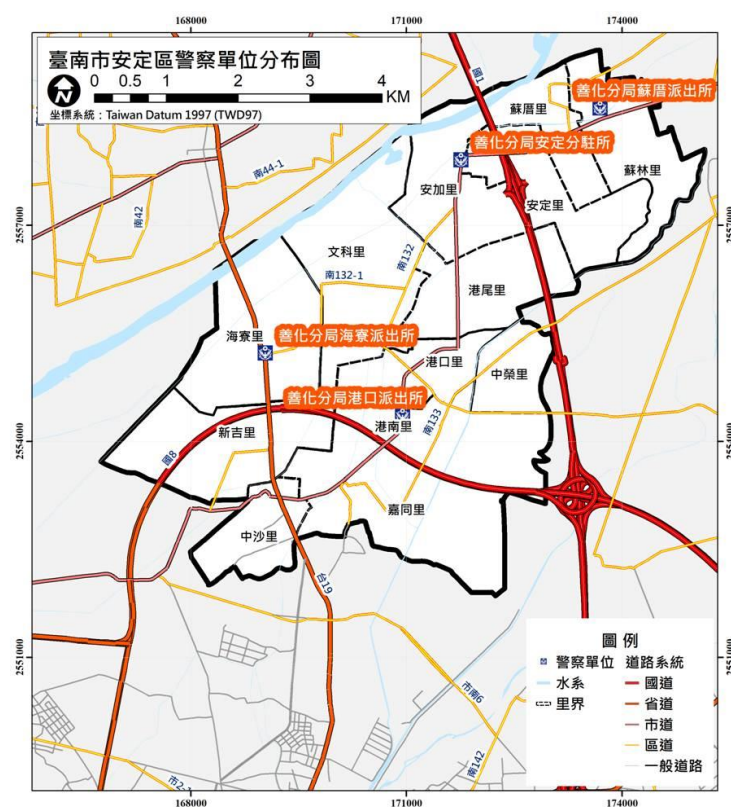 168000
171000
174000
臺南市安定區警察單位分布圖
0 0.5 1 2 3 4
KM
N
坐標系統：Taiwan Datum 1997 (TWD97)
國1
善化分局蘇厝派出所
蘇厝里
善化分局安定分駐所
蘇林里
南44-1
安加里
安定里
南42
2557000
2557000
文科里
南132
南132-1
港尾里
海寮里
善化分局海寮派出所
港口里
中榮里
善化分局港口派出所
2554000
2554000
新吉里
港南里
南133
國8
嘉同里
中沙里
台19
2551000
2551000
圖例
警察單位
水系
里界
道路系統
國道
省道
市道
區道
一般道路
市南6
南142
168000
171000
174000